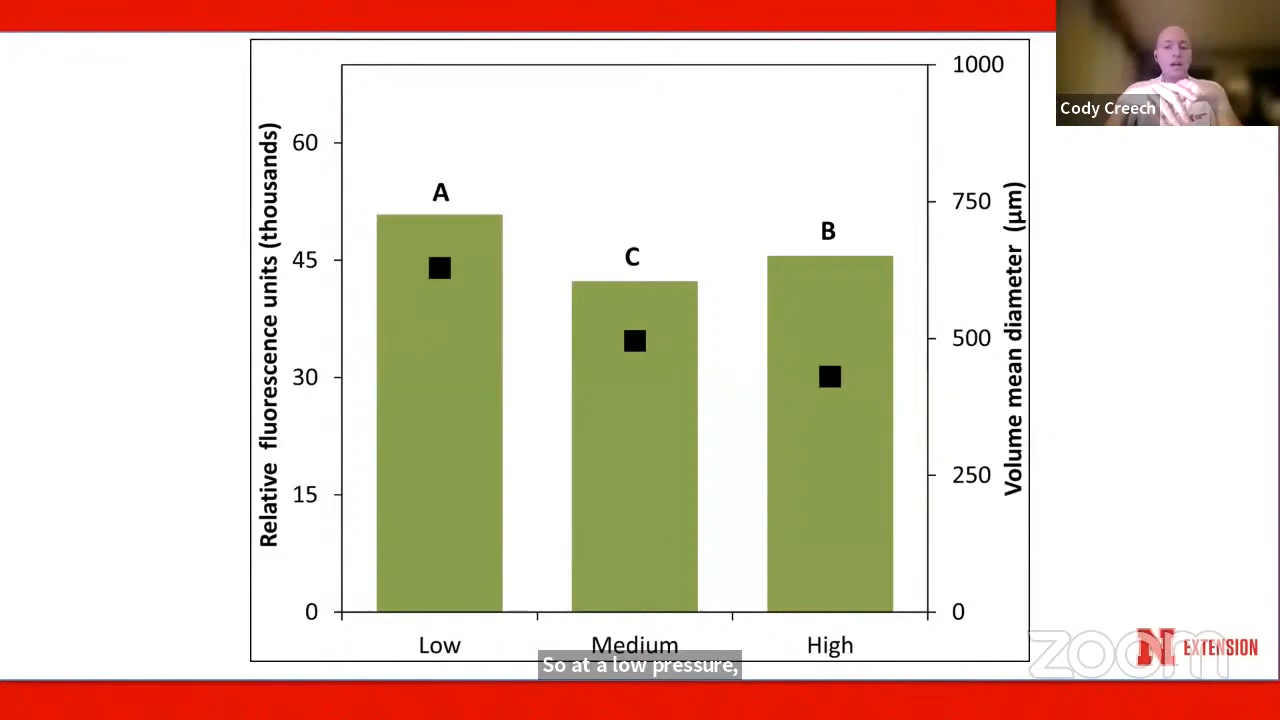 Cody Creech
Relative fluorescence units (thousands)
60
45
30
15
0
A
C
B
1000
750
500
250
0
Volume mean diameter (µm)
Low Medium High
So at a low pressure,
zoom
N EXTENSION